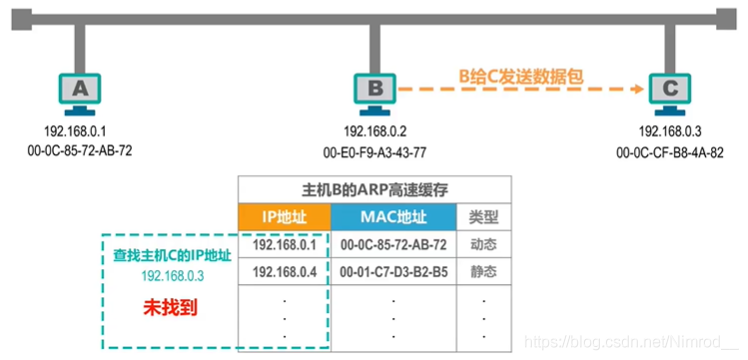 A
B
C
B给C发送数据包
192.168.0.1
00-0C-85-72-AB-72
192.168.0.2
00-E0-F9-A3-43-77
192.168.0.3
00-0C-CF-B8-4A-82
主机B的ARP高速缓存
IP地址 MAC地址 类型
192.168.0.1 00-0C-85-72-AB-72 动态
192.168.0.4 00-01-C7-D3-B2-B5 静态
查找主机C的IP地址
192.168.0.3
未找到
https://blog.csdn.net/Nimrod__